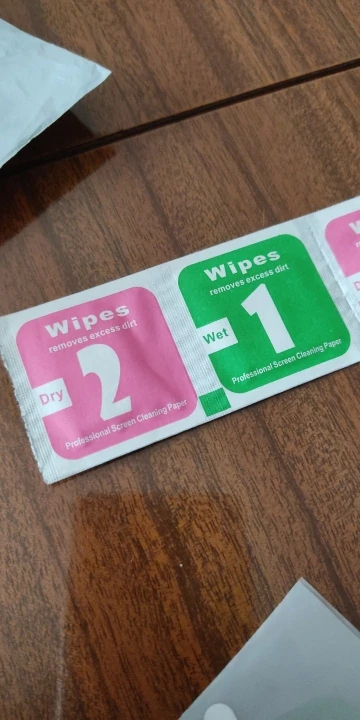 Wipes
removes excess dirt
Dry
2
Professional Screen Cleaning Paper
Wipes
removes excess dirt
Wet
1
Professional Screen Cleaning Paper